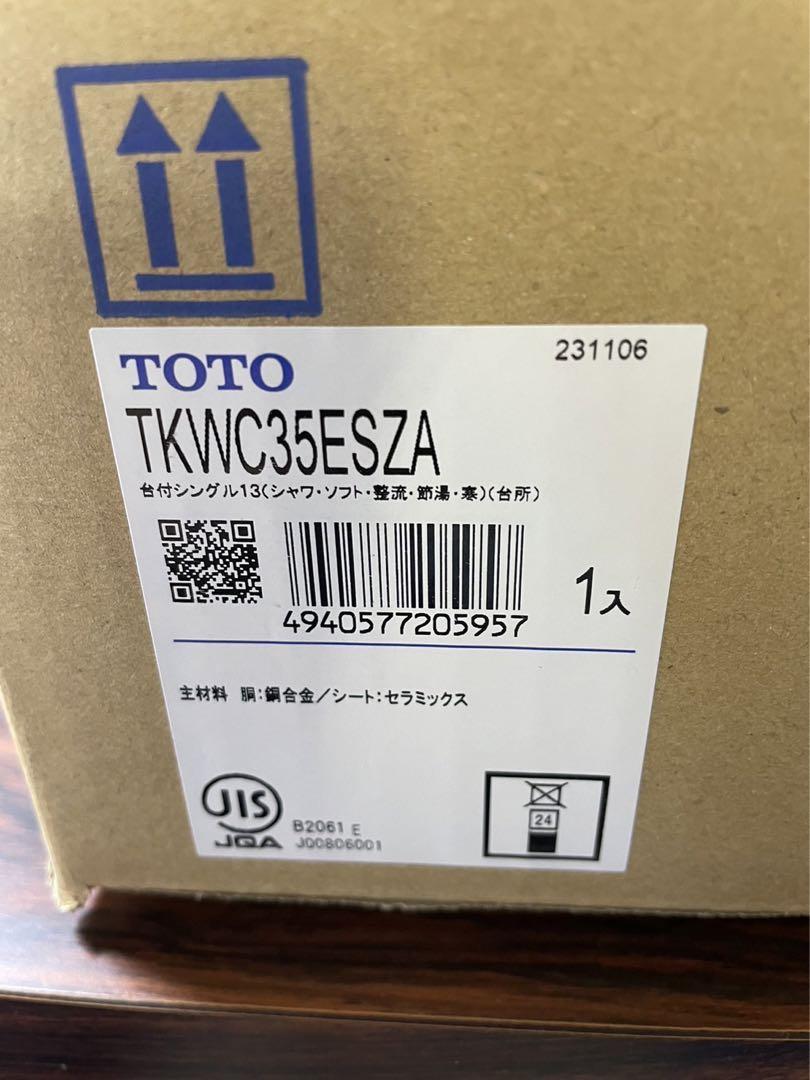 TOTO
231106
TKWC35ESZA
台付シングル13(シャワ・ソフト・整流・節湯・寒)(台所)
4940577205957
1入
主材料 胴:銅合金/シート:セラミックス
JIS
JQA
B2061 E
JQ0806001
24